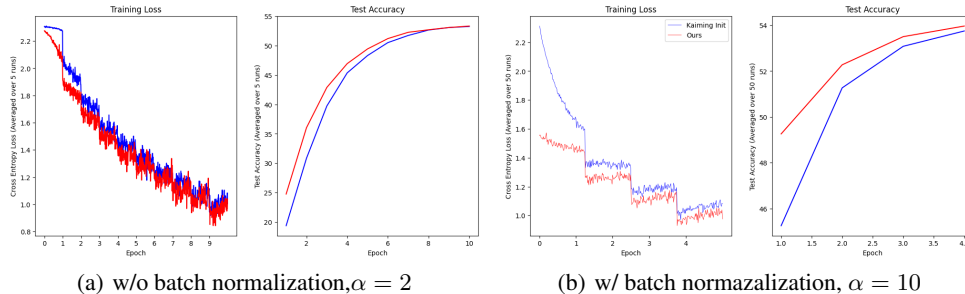 Training Loss
Cross Entropy Loss (Averaged over 5 runs)
2.2
2.0
1.8
1.6
1.4
1.2
1.0
0.8
0 1 2 3 4 5 6 7 8 9
Epoch
Test Accuracy
Test Accuracy (Averaged over 5 runs)
55
50
45
40
35
30
25
20
2 4 6 8 10
Epoch
(a) w/o batch normalization,α = 2
Training Loss
Kaiming Init
Ours
Cross Entropy Loss (Averaged over 50 runs)
2.2
2.0
1.8
1.6
1.4
1.2
1.0
0 1 2 3 4
Epoch
Test Accuracy
Test Accuracy (Averaged over 50 runs)
54
52
50
48
46
1.0 1.5 2.0 2.5 3.0 3.5 4.
Epoch
(b) w/ batch normazalization, α = 10